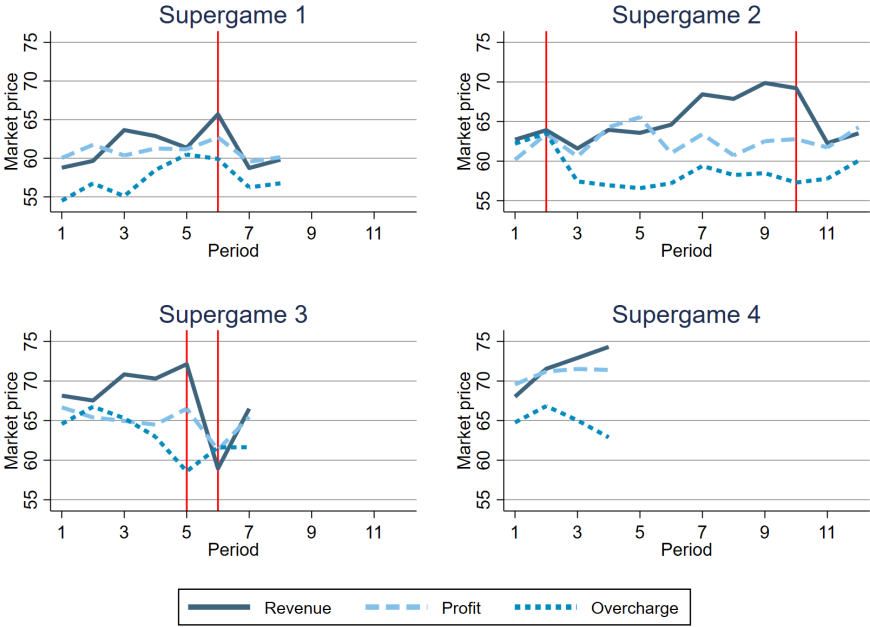 Supergame 1
Market price
75
70
65
60
55
1 3 5 7 9 11
Period
Supergame 2
Market price
75
70
65
60
55
1 3 5 7 9 11
Period
Supergame 3
Market price
75
70
65
60
55
1 3 5 7 9 11
Period
Supergame 4
Market price
75
70
65
60
55
1 3 5 7 9 11
Period
Revenue Profit Overcharge